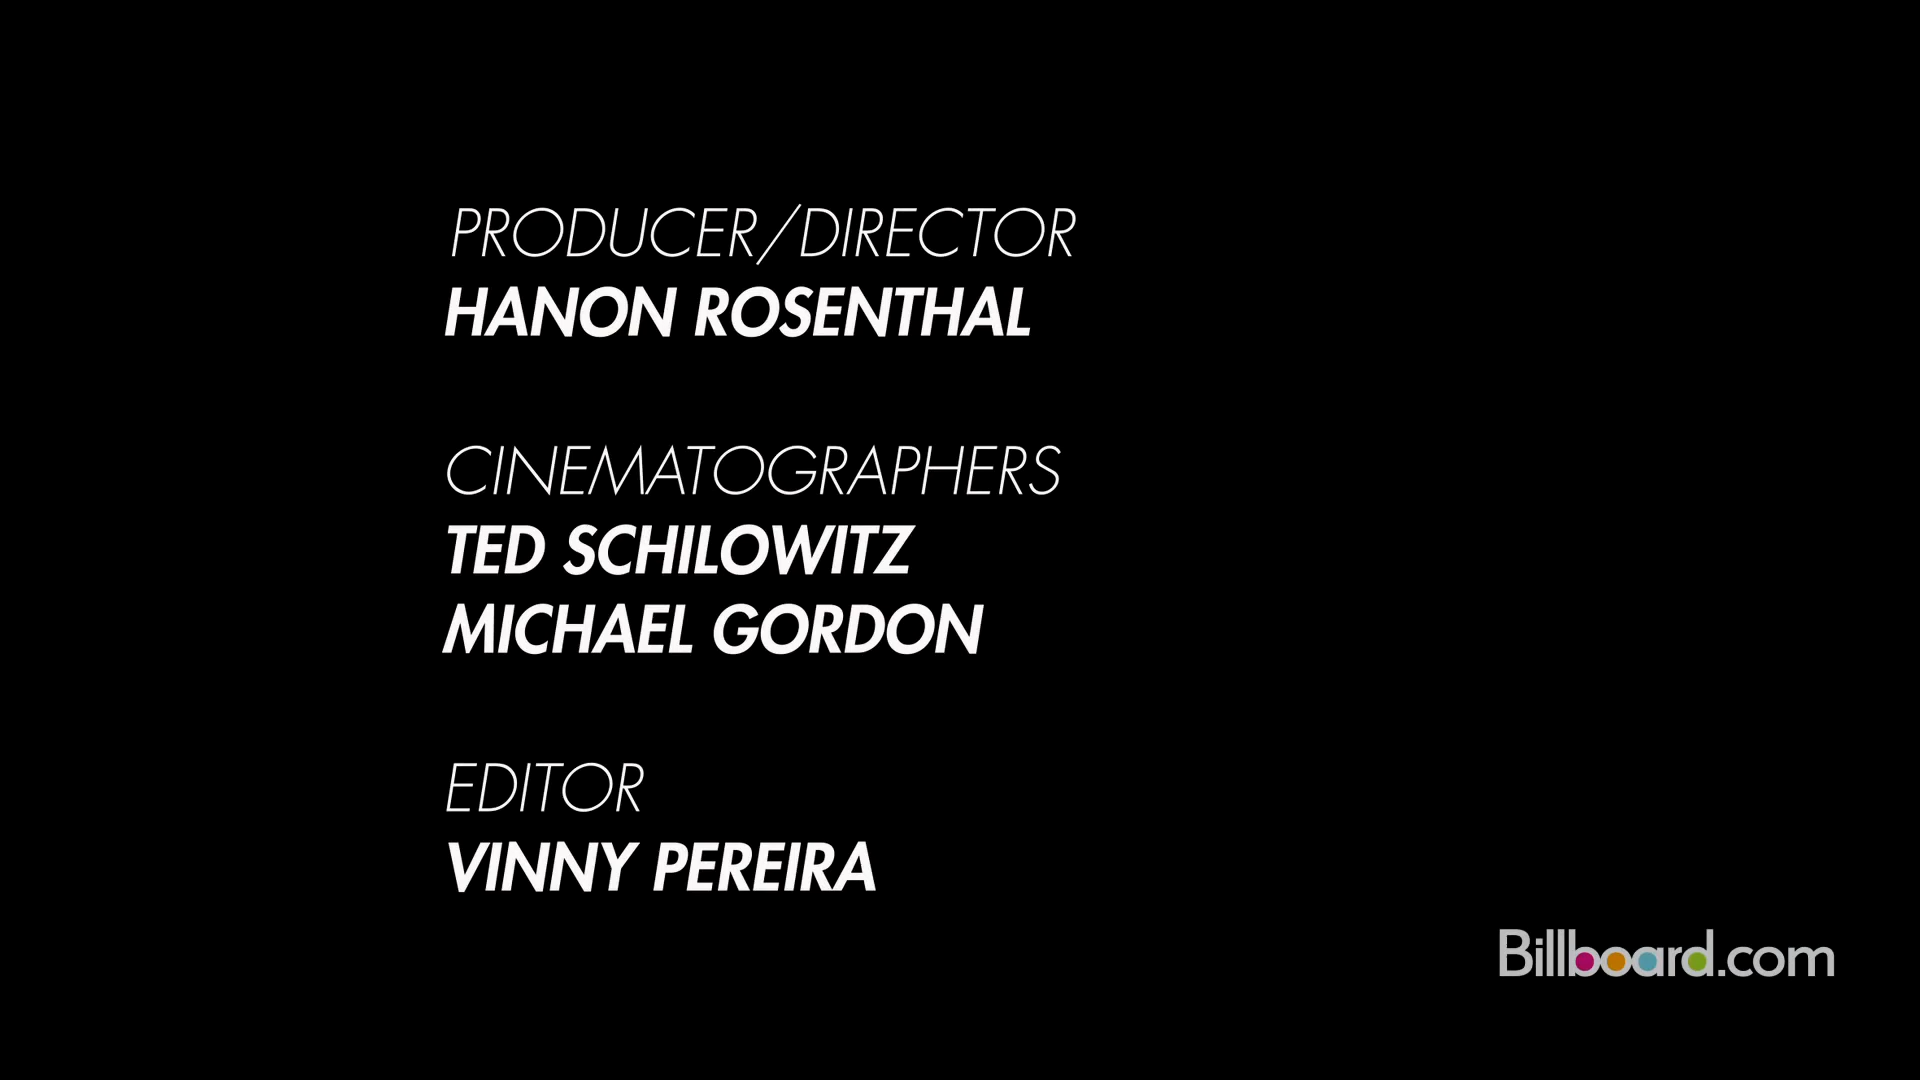 PRODUCER/DIRECTOR
HANON ROSENTHAL
CINEMATOGRAPHERS
TED SCHILOWITZ
MICHAEL GORDON
EDITOR
VINNY PEREIRA
Billboard.com